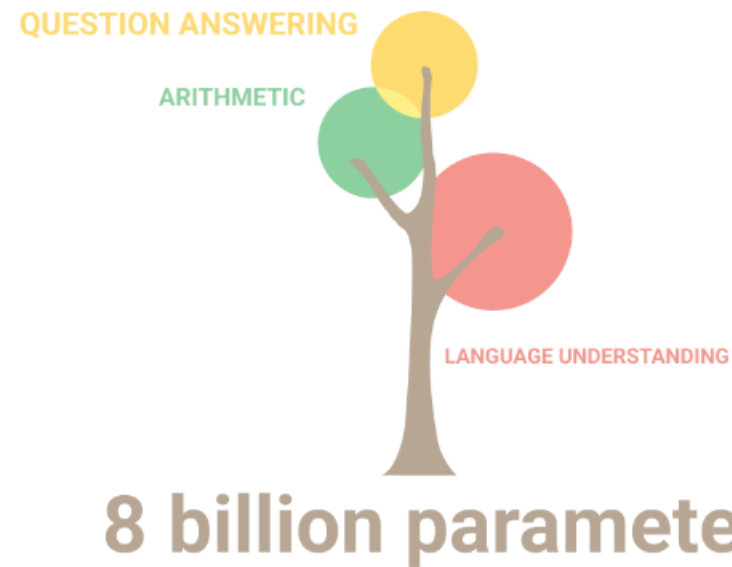 QUESTION ANSWERING
ARITHMETIC
LANGUAGE UNDERSTANDING
8 billion paramete